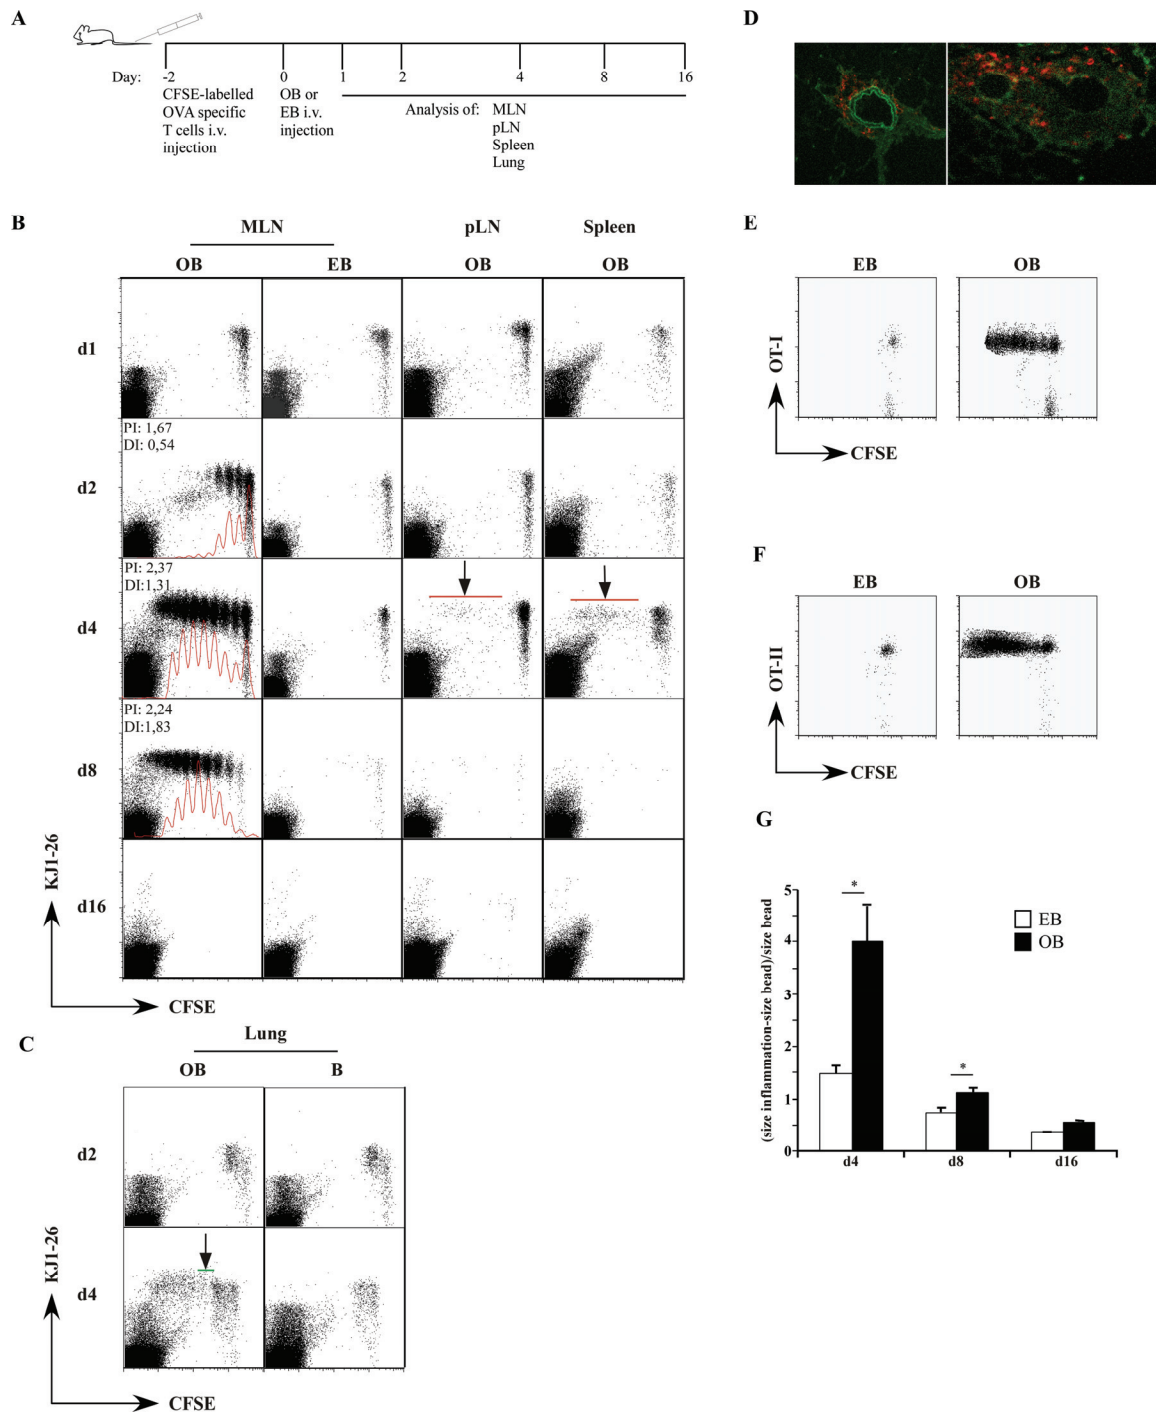 A
Day:
-2
0
1
2
4
8
16
CFSE-labelled
OVA specific
T cells i.v.
injection
OB or
EB i.v.
injection
Analysis of:
MLN
pLN
Spleen
Lung
B
MLN
pLN
Spleen
OB
EB
OB
OB
d1
d2
PI: 1,67
DI: 0,54
d4
PI: 2,37
DI:1,31
d8
PI: 2,24
DI:1,83
d16
KJ1-26
CFSE
C
Lung
OB
B
d2
d4
KJ1-26
CFSE
D
E
EB
OB
OT-I
CFSE
F
EB
OB
OT-II
CFSE
G
(size inflammation-size bead)/size bead
5
4
3
2
1
0
*
*
EB
OB
d4
d8
d16